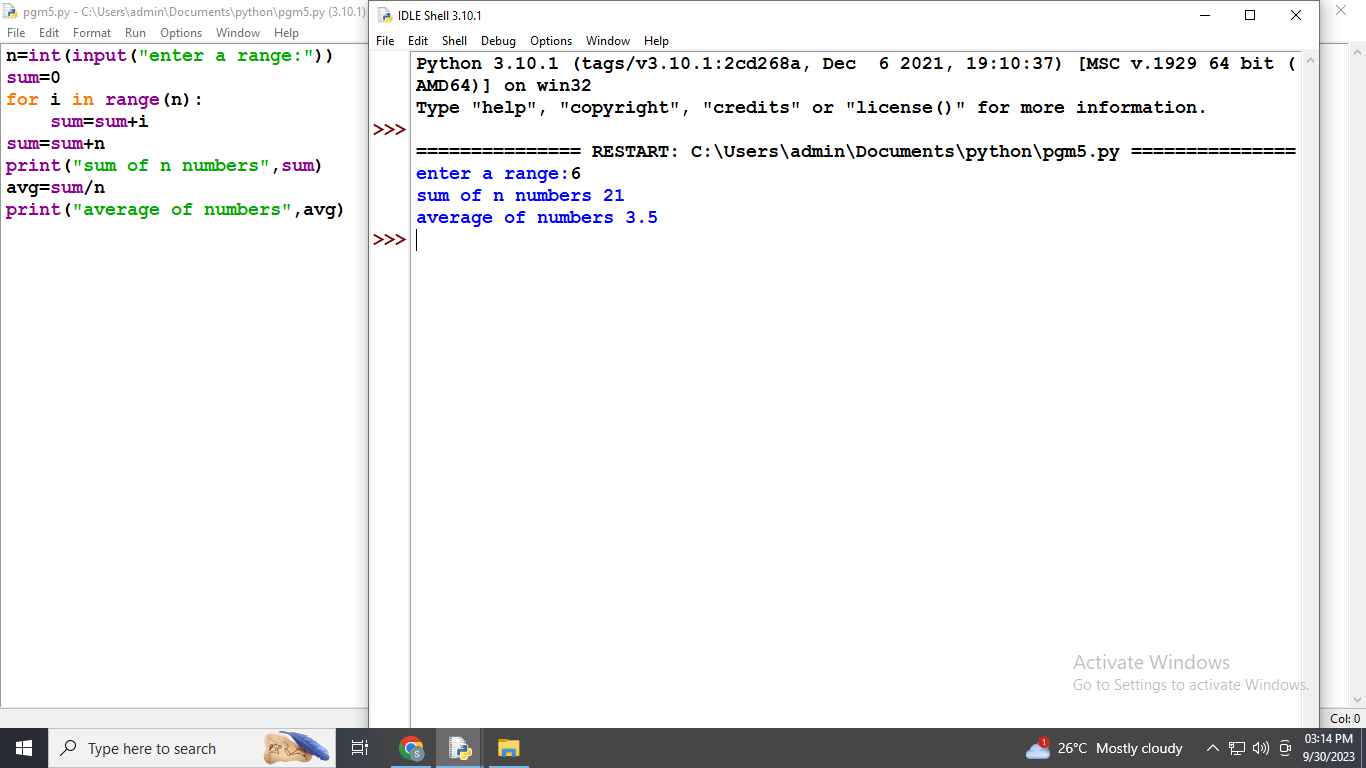 pgm5.py - C:\Users\admin\Documents\python\pgm5.py (3.10.1)
File Edit Format Run Options Window Help
n=int(input("enter a range:"))
sum=0
for i in range(n):
    sum=sum+i
sum=sum+n
print("sum of n numbers",sum)
avg=sum/n
print("average of numbers",avg)
IDLE Shell 3.10.1
File Edit Shell Debug Options Window Help
Python 3.10.1 (tags/v3.10.1:2cd268a, Dec  6 2021, 19:10:37) [MSC v.1929 64 bit (
AMD64)] on win32
Type "help", "copyright", "credits" or "license()" for more information.
>>>
=============== RESTART: C:\Users\admin\Documents\python\pgm5.py ===============
enter a range:6
sum of n numbers 21
average of numbers 3.5
>>>
Activate Windows
Go to Settings to activate Windows.
Col: 0
Type here to search
S
1
26°C Mostly cloudy
03:14 PM
9/30/2023